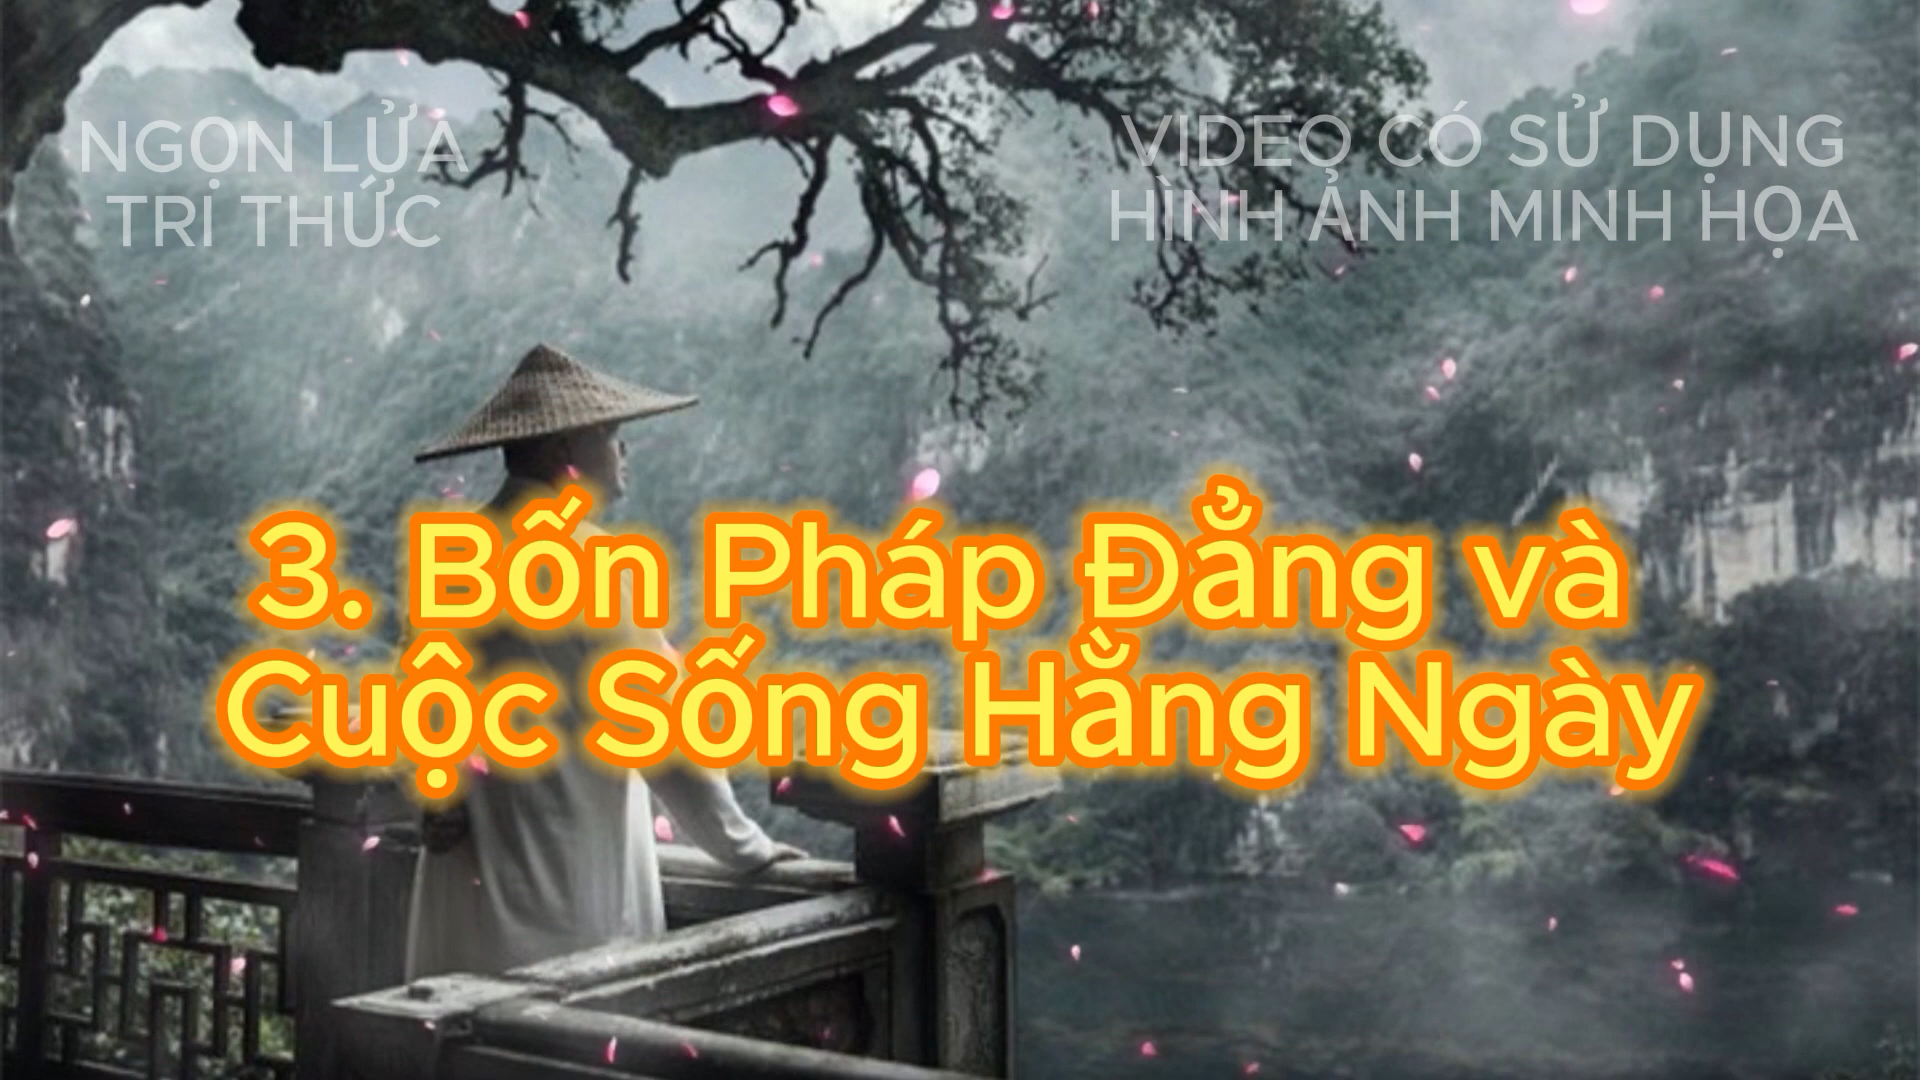 NGỌN LỬA
TRI THỨC
VIDEO CÓ SỬ DỤNG
HÌNH ẢNH MINH HỌA
3. Bốn Pháp Đẳng và
Cuộc Sống Hằng Ngày